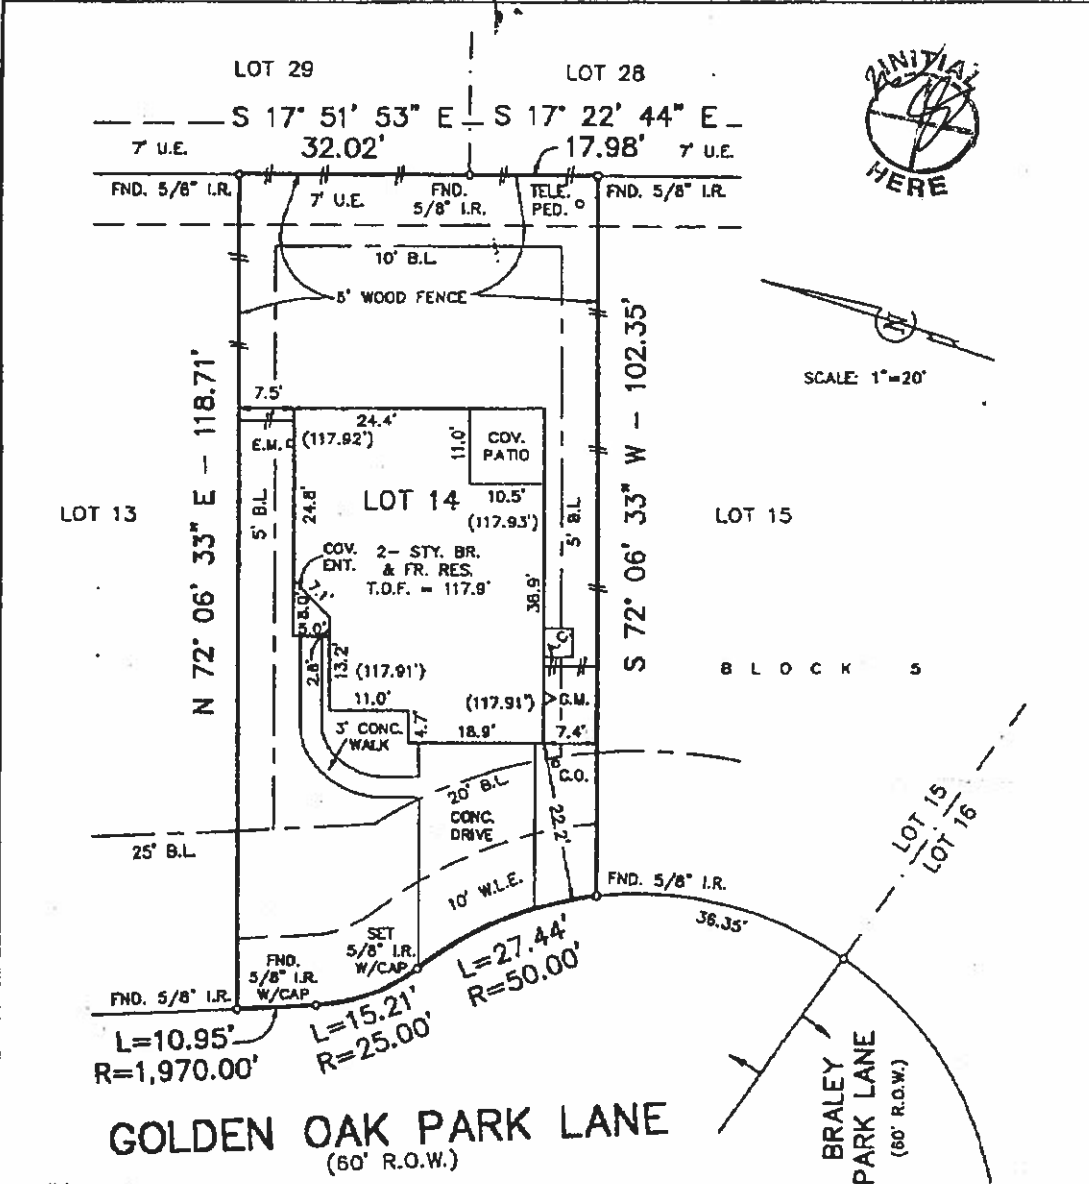 LOT 29
LOT 28
INITIAL
HERE
S 17° 51' 53" E
S 17° 22' 44" E
7' U.E.
32.02'
17.98'
7' U.E.
FND. 5/8" I.R.
7' U.E.
FND.
5/8" I.R.
TELE.
PED.
FND. 5/8" I.R.
10' B.L.
6' WOOD FENCE
N
SCALE: 1"=20'
N 72° 06' 33" E – 118.71'
S 72° 06' 33" W – 102.35'
7.5'
24.4'
E.M.
(117.92')
11.0'
COV.
PATIO
LOT 13
5' B.L.
24.8'
LOT 14
10.5'
(117.93')
5' B.L.
LOT 15
COV.
ENT.
2– STY. BR.
& FR. RES.
T.O.F. = 117.9'
7.1'
8.0'
38.9'
5.0'
2.8'
13.2'
(117.91')
BLOCK 5
11.0'
(117.91')
G.M.
3' CONC.
WALK
4.7'
18.9'
7.4'
C.O.
20' B.L.
CONC.
DRIVE
22.2'
25' B.L.
10' W.L.E.
LOT 15
LOT 16
FND. 5/8" I.R.
36.35'
SET
5/8" I.R.
W/CAP
FND.
5/8" I.R.
W/CAP
FND. 5/8" I.R.
L=27.44'
R=50.00'
L=15.21'
R=25.00'
L=10.95'
R=1,970.00'
GOLDEN OAK PARK LANE
(60' R.O.W.)
BRALEY
PARK LANE
(60' R.O.W.)